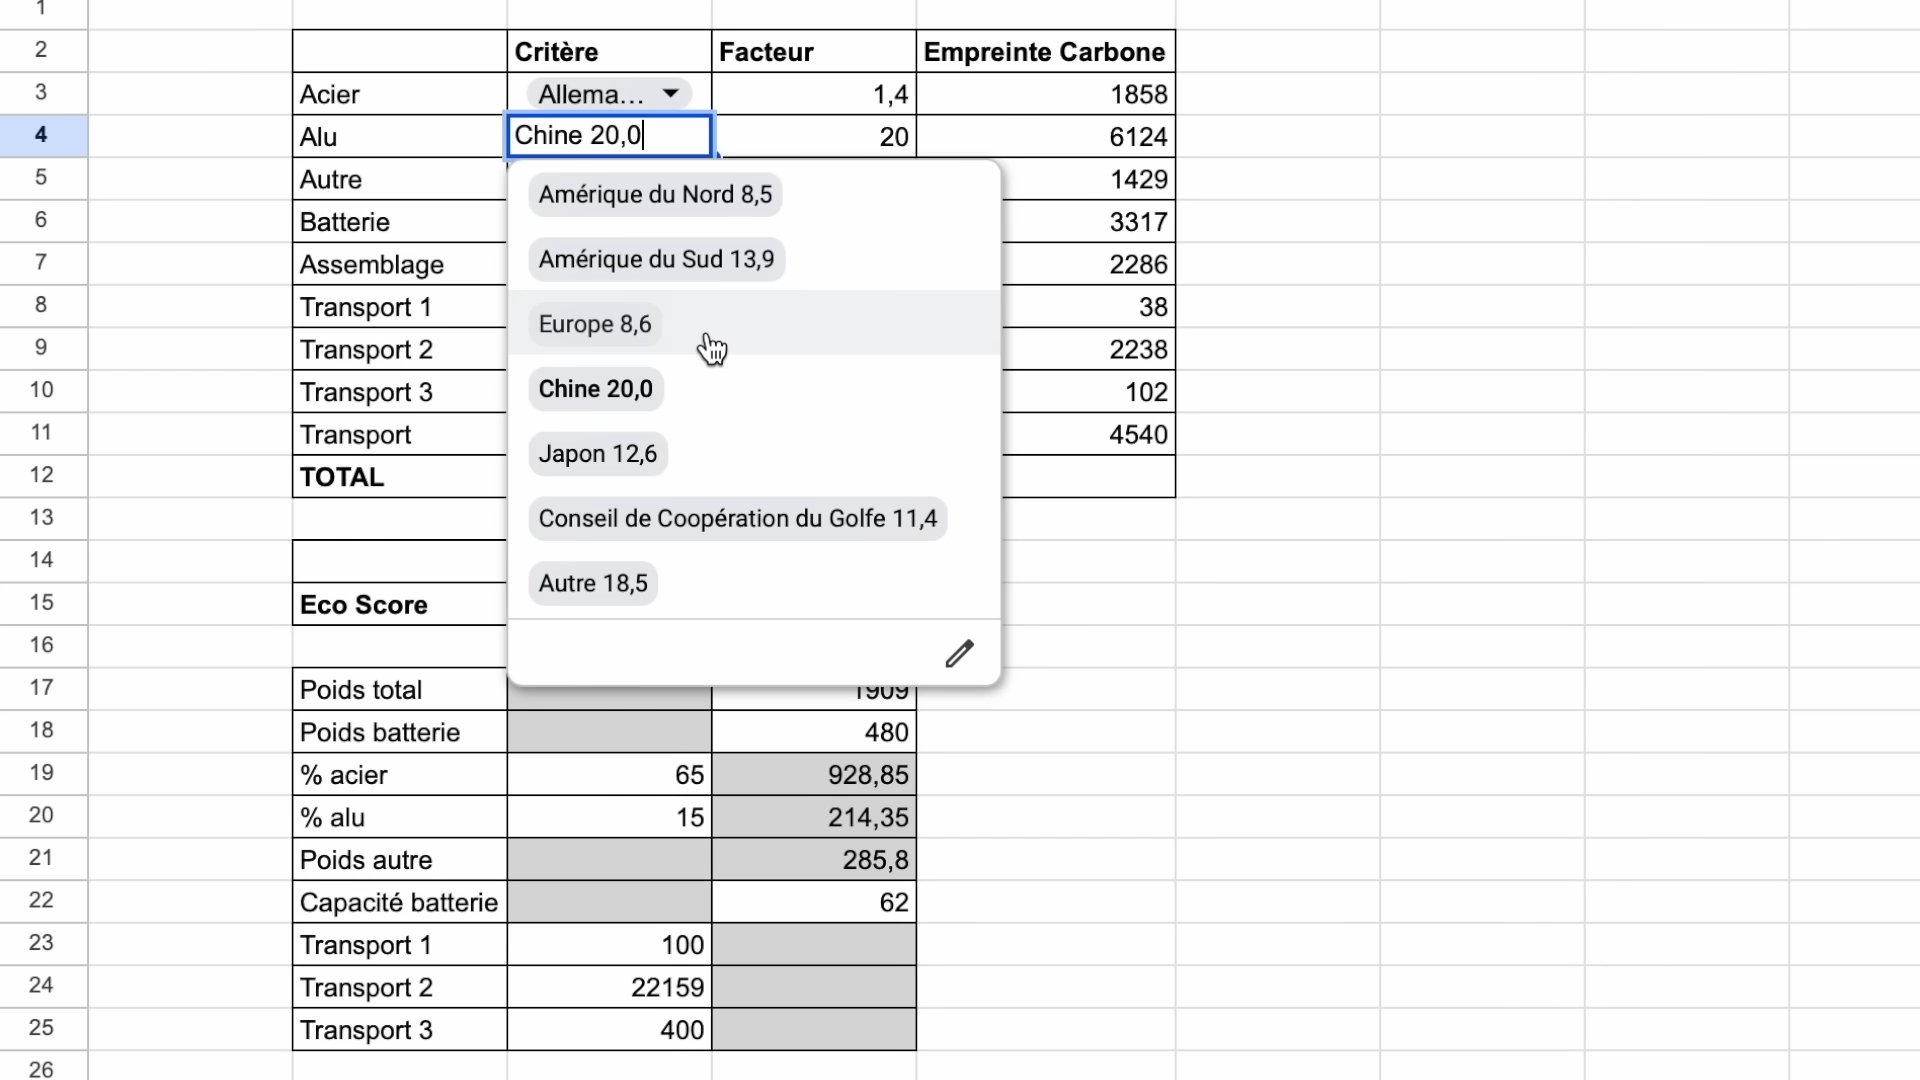 1
2 Critère Facteur Empreinte Carbone
3 Acier Allema... 1,4 1858
4 Alu Chine 20,0 20 6124
5 Autre 1429
Amérique du Nord 8,5
6 Batterie 3317
7 Assemblage Amérique du Sud 13,9 2286
8 Transport 1 Europe 8,6 38
9 Transport 2 2238
10 Transport 3 Chine 20,0 102
11 Transport Japon 12,6 4540
12 TOTAL
13 Conseil de Coopération du Golfe 11,4
14 Autre 18,5
15 Eco Score
16
17 Poids total 1909
18 Poids batterie 480
19 % acier 65 928,85
20 % alu 15 214,35
21 Poids autre 285,8
22 Capacité batterie 62
23 Transport 1 100
24 Transport 2 22159
25 Transport 3 400
26